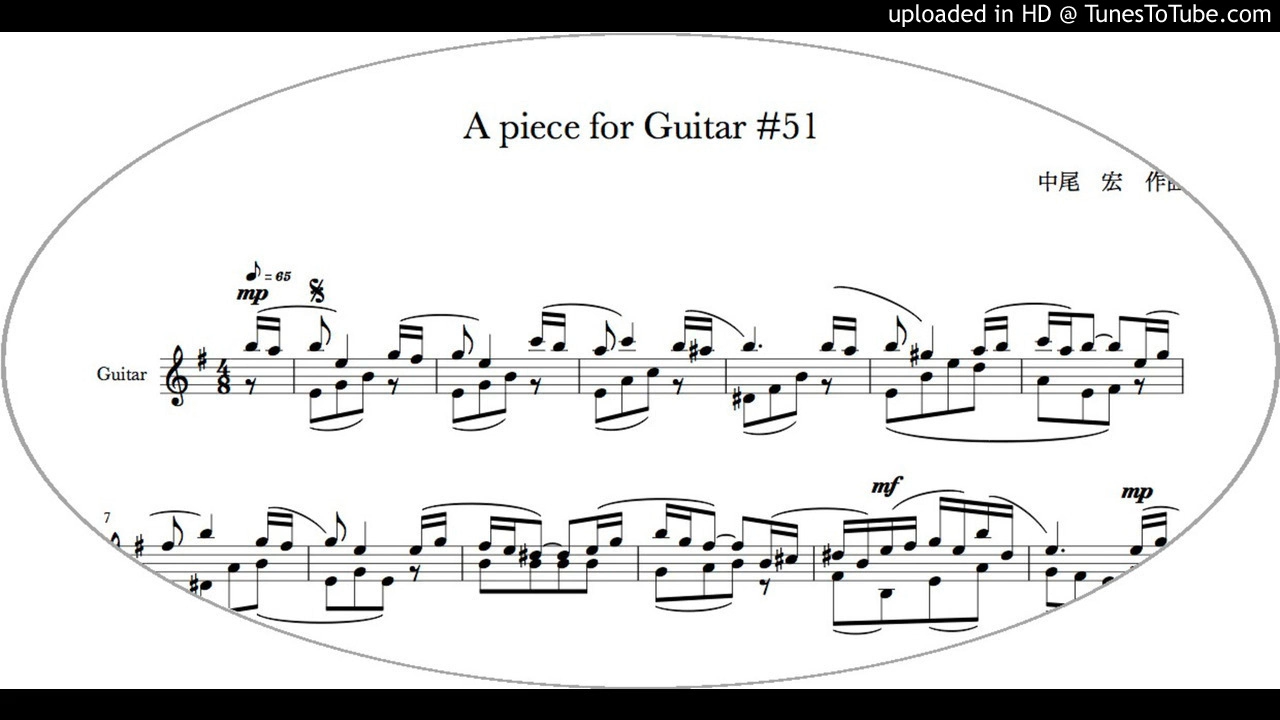 uploaded in HD @ TunesToTube.com
A piece for Guitar #51
中尾　宏　作曲
♪ = 65
mp
Guitar
4
8
7
mf
mp